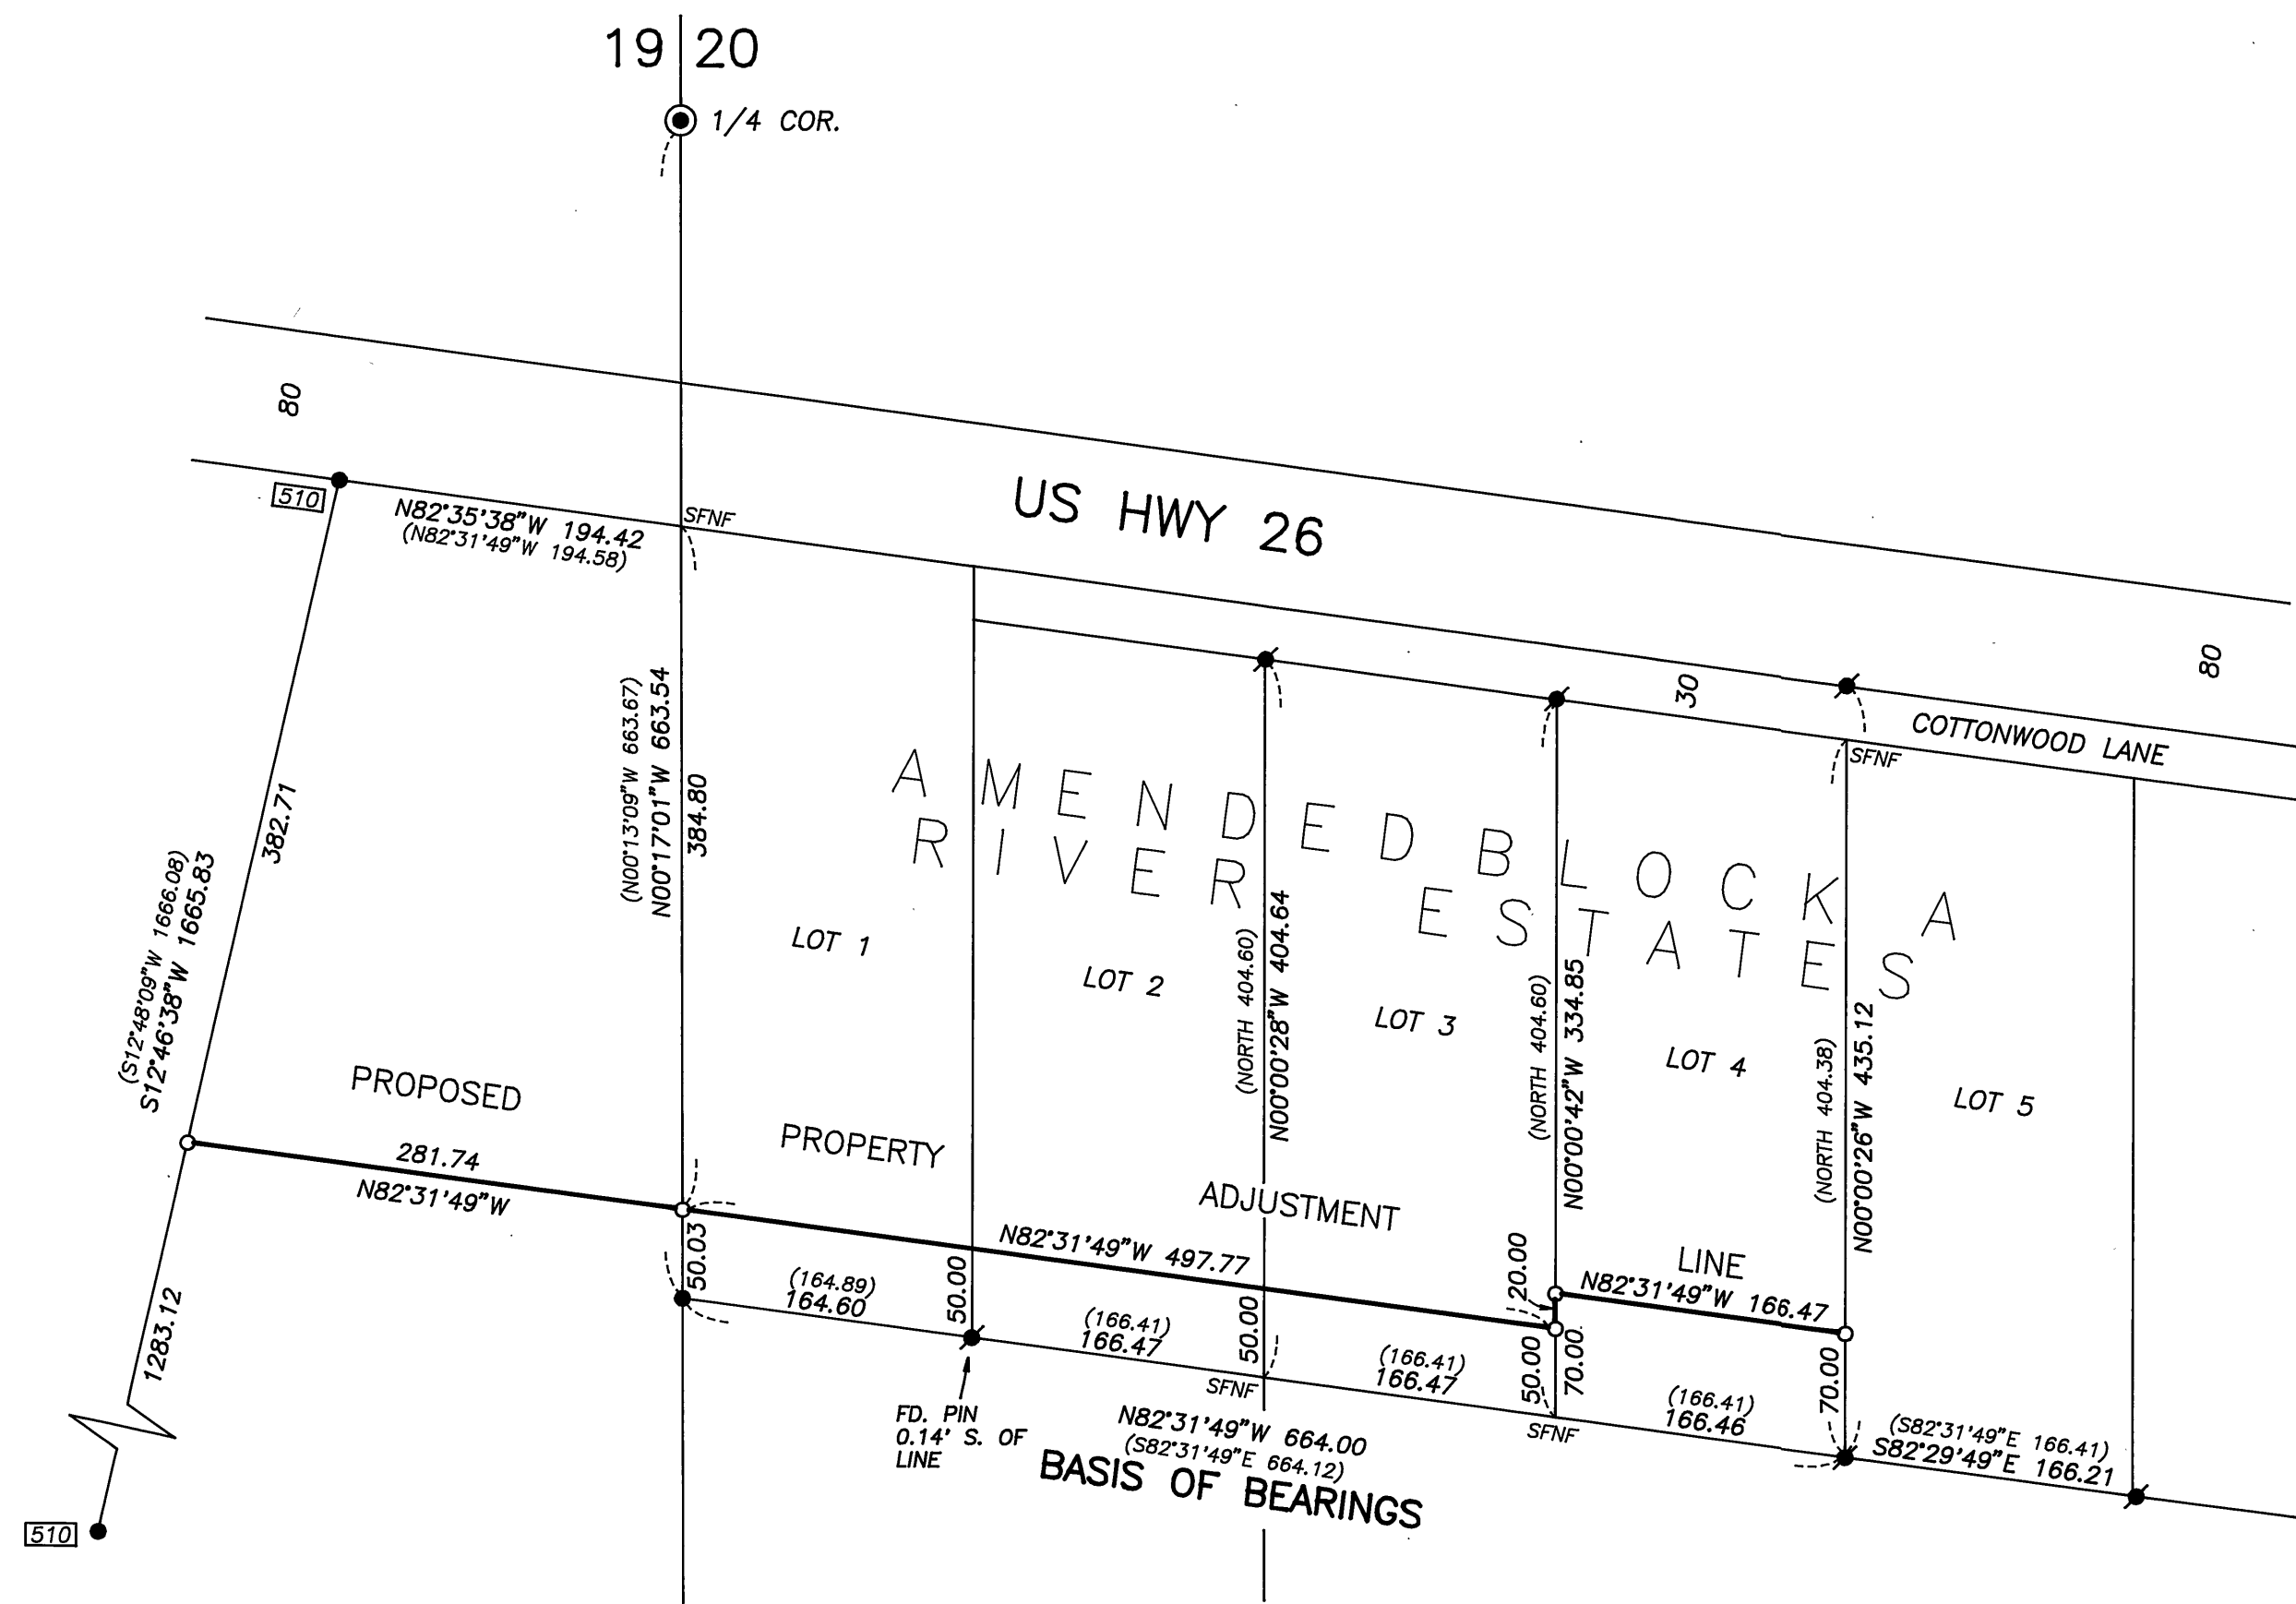 19 20
1/4 COR.
80
510
N82°35'38"W 194.42
(N82°31'49"W 194.58)
SFNF
US HWY 26
80
30
COTTONWOOD LANE
SFNF
(N00°13'09"W 663.67)
N00°17'01"W 663.54
384.80
382.71
(S12°48'09"W 1666.08)
S12°46'38"W 1665.83
AMENDED BLOCK A
RIVER ESTATES
LOT 1
LOT 2
LOT 3
LOT 4
LOT 5
(NORTH 404.60)
N00°00'28"W 404.64
(NORTH 404.60)
N00°00'42"W 334.85
(NORTH 404.38)
N00°00'26"W 435.12
PROPOSED PROPERTY ADJUSTMENT LINE
281.74
N82°31'49"W
N82°31'49"W 497.77
20.00
N82°31'49"W 166.47
50.03
(164.89)
164.60
50.00
(166.41)
166.47
50.00
(166.41)
166.47
50.00
70.00
(166.41)
166.46
70.00
1283.12
SFNF
SFNF
FD. PIN
0.14' S. OF
LINE
N82°31'49"W 664.00
(S82°31'49"E 664.12)
BASIS OF BEARINGS
(S82°31'49"E 166.41)
S82°29'49"E 166.21
510